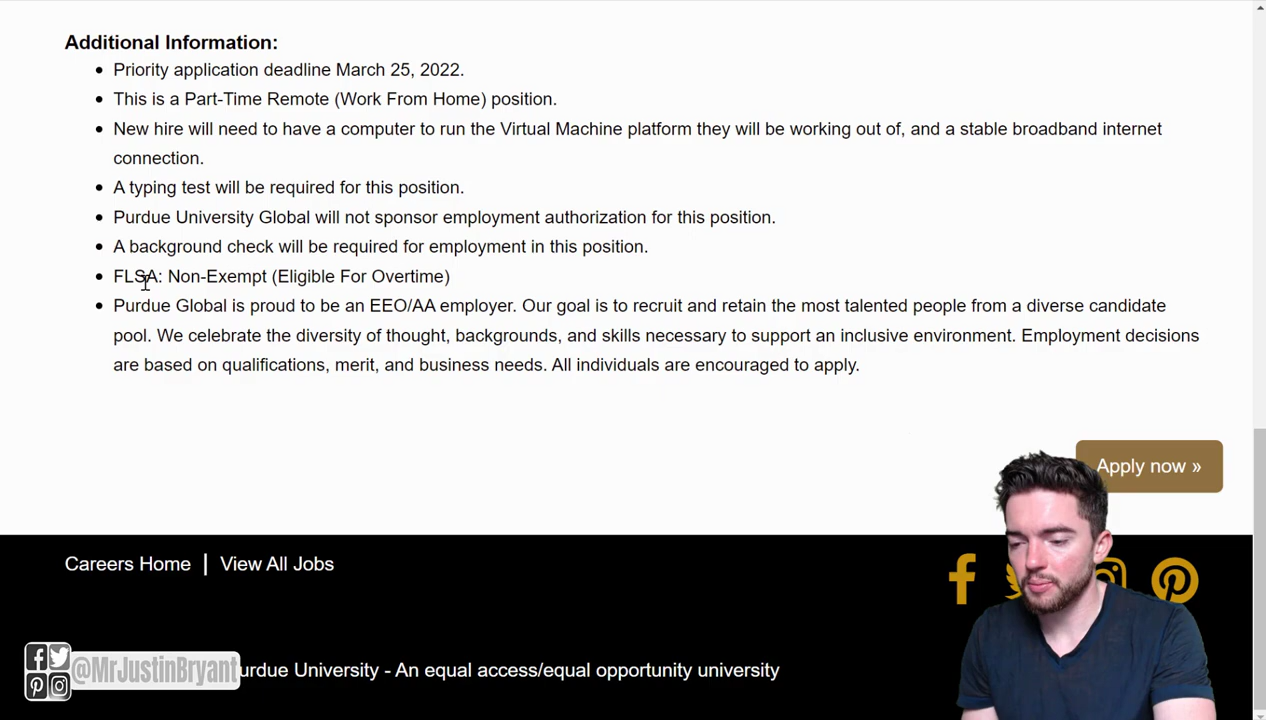 Additional Information:
Priority application deadline March 25, 2022.
This is a Part-Time Remote (Work From Home) position.
New hire will need to have a computer to run the Virtual Machine platform they will be working out of, and a stable broadband internet
connection.
A typing test will be required for this position.
Purdue University Global will not sponsor employment authorization for this position.
A background check will be required for employment in this position.
FLSA: Non-Exempt (Eligible For Overtime)
Purdue Global is proud to be an EEO/AA employer. Our goal is to recruit and retain the most talented people from a diverse candidate
pool. We celebrate the diversity of thought, backgrounds, and skills necessary to support an inclusive environment. Employment decisions
are based on qualifications, merit, and business needs. All individuals are encouraged to apply.
Apply now »
Careers Home | View All Jobs
@MrJustinBryant
urdue University - An equal access/equal opportunity university